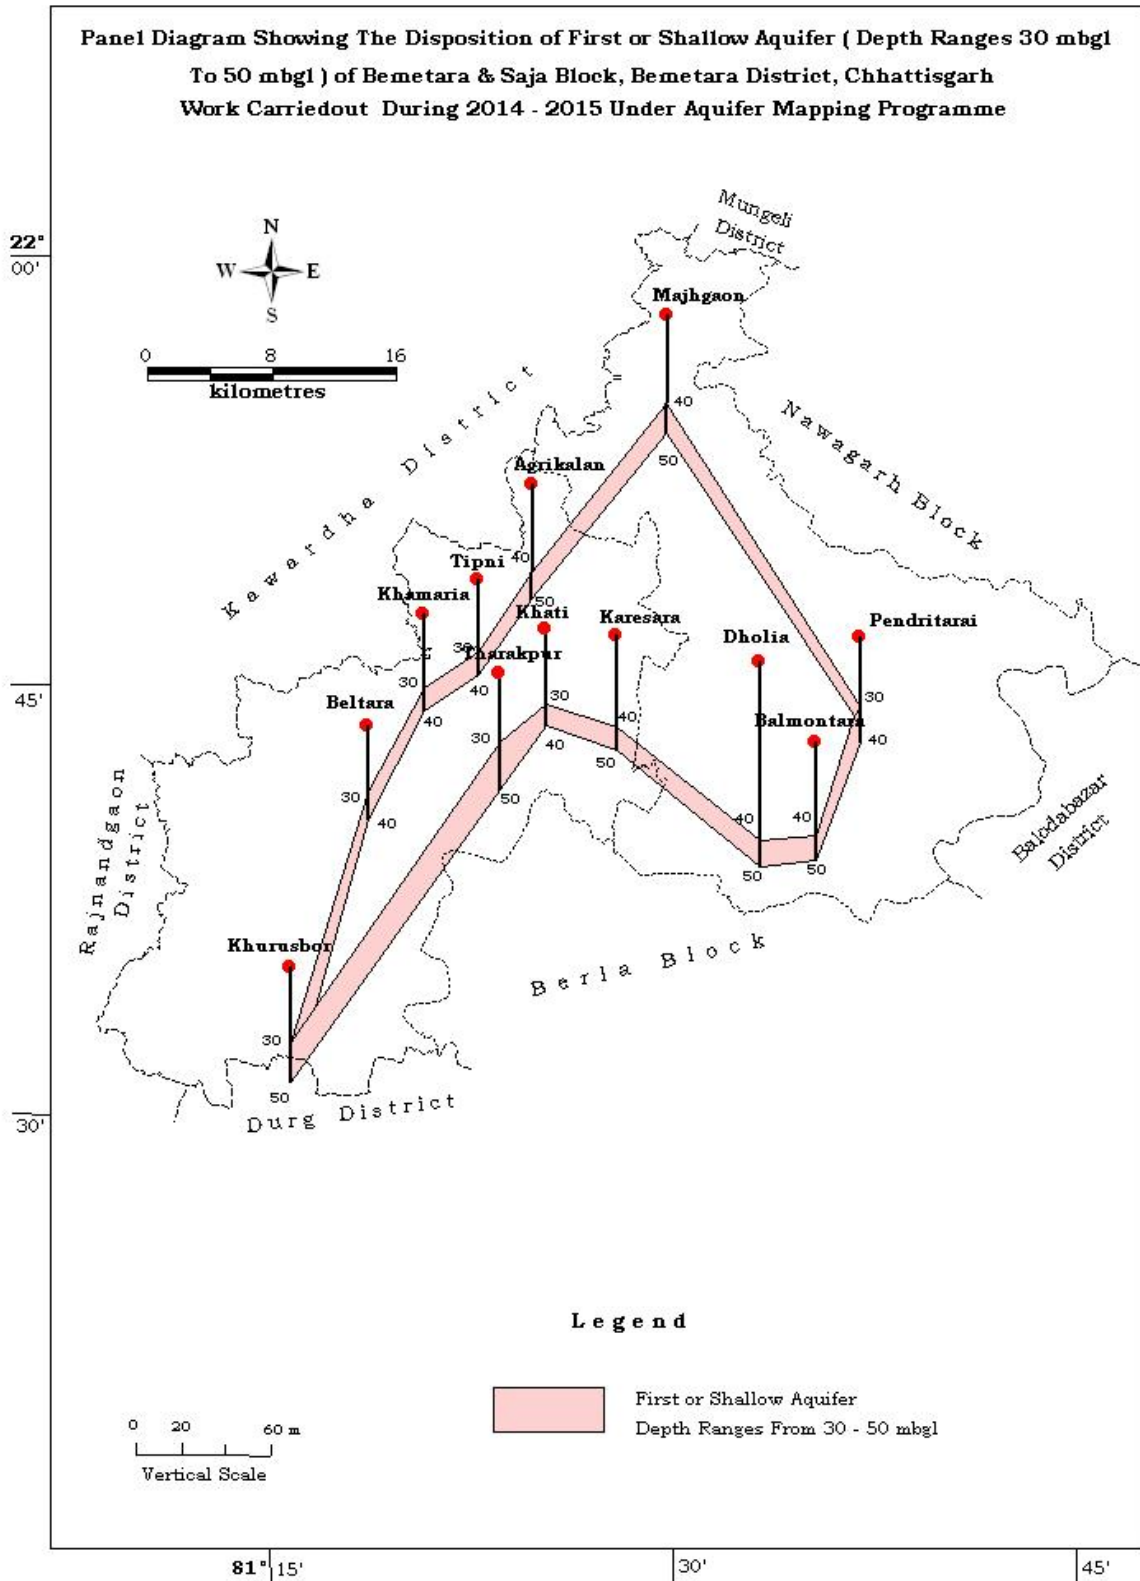 Panel Diagram Showing The Disposition of First or Shallow Aquifer ( Depth Ranges 30 mbgl
To 50 mbgl ) of Bemetara & Saja Block, Bemetara District, Chhattisgarh
Work Carriedout During 2014 - 2015 Under Aquifer Mapping Programme
Mungeli
District
22°
00'
N
W E
S
Majhgaon
0 8 16
kilometres
40
50
Kawardha District
Nawagarh Block
Agrikalan
40
50
Tipni
30
40
Khamaria
30
40
Khati
30
40
Karesara
40
50
Tharakpur
30
50
Dholia
40
50
Pendritarai
30
40
45'
Beltara
30
40
Balmontara
40
50
Rajnandgaon
District
Balodabazar
District
Khurusbor
30
50
Berla Block
30'
Durg District
Legend
First or Shallow Aquifer
Depth Ranges From 30 - 50 mbgl
0 20 60 m
Vertical Scale
81° 15' 30' 45'